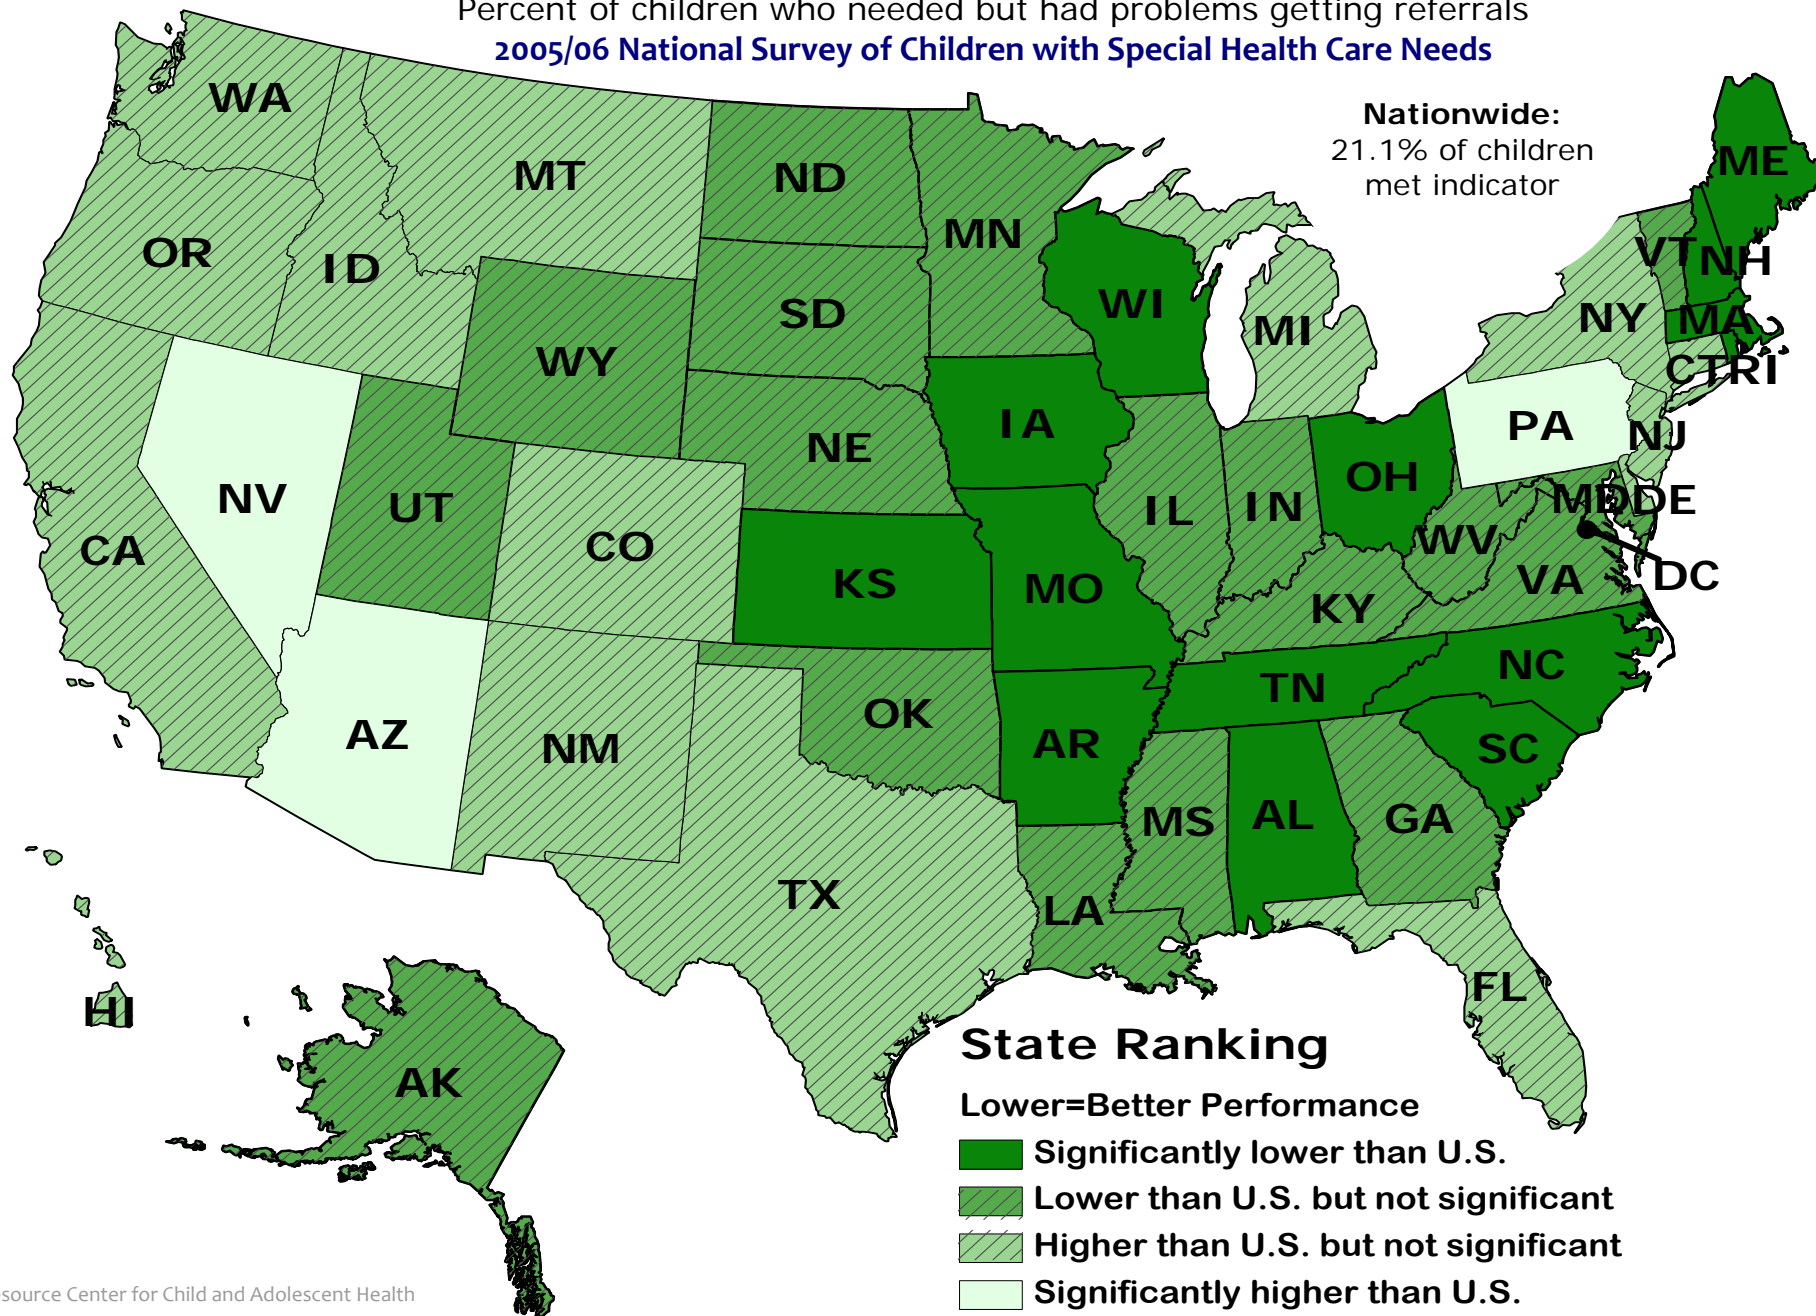 Percent of children who needed but had problems getting referrals
2005/06 National Survey of Children with Special Health Care Needs
Nationwide:
21.1% of children
met indicator
WA
MT
ND
MN
ME
OR
ID
SD
WI
MI
VT
NH
NY
MA
WY
CT
RI
NE
IA
PA
NJ
NV
UT
IL
IN
OH
MD
DE
CA
CO
KS
MO
WV
VA
DC
KY
NC
AZ
NM
OK
TN
AR
SC
MS
AL
GA
TX
LA
FL
HI
AK
State Ranking
Lower=Better Performance
Significantly lower than U.S.
Lower than U.S. but not significant
Higher than U.S. but not significant
Significantly higher than U.S.
source Center for Child and Adolescent Health